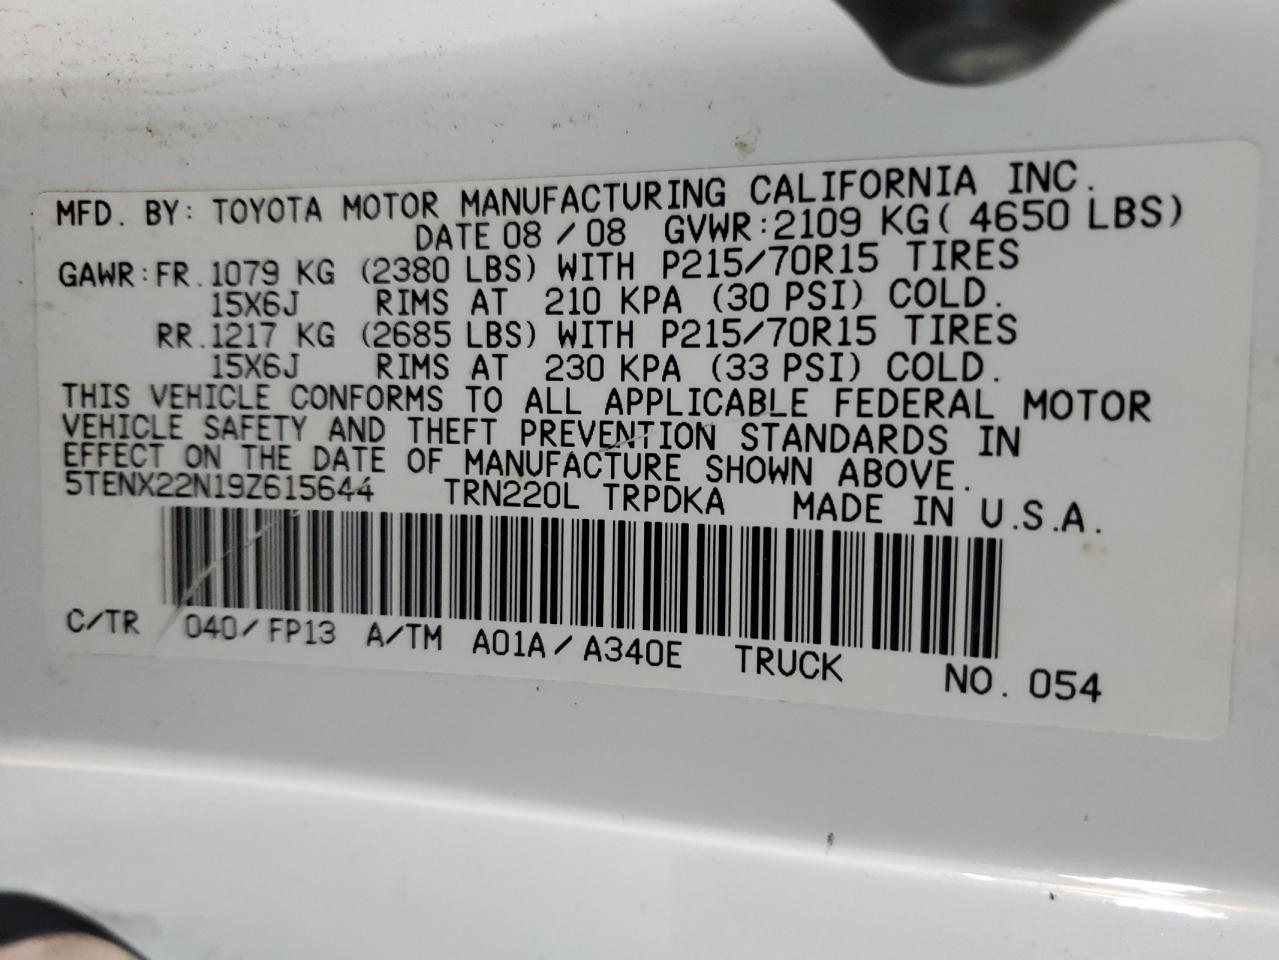 MFD. BY: TOYOTA MOTOR MANUFACTURING CALIFORNIA INC.
DATE 08/08 GVWR:2109 KG( 4650 LBS)
GAWR:FR.1079 KG (2380 LBS) WITH P215/70R15 TIRES
15X6J RIMS AT 210 KPA (30 PSI) COLD.
RR.1217 KG (2685 LBS) WITH P215/70R15 TIRES
15X6J RIMS AT 230 KPA (33 PSI) COLD.
THIS VEHICLE CONFORMS TO ALL APPLICABLE FEDERAL MOTOR
VEHICLE SAFETY AND THEFT PREVENTION STANDARDS IN
EFFECT ON THE DATE OF MANUFACTURE SHOWN ABOVE.
5TENX22N19Z615644 TRN220L TRPDKA MADE IN U.S.A.
C/TR 040/FP13 A/TM A01A/A340E TRUCK NO. 054